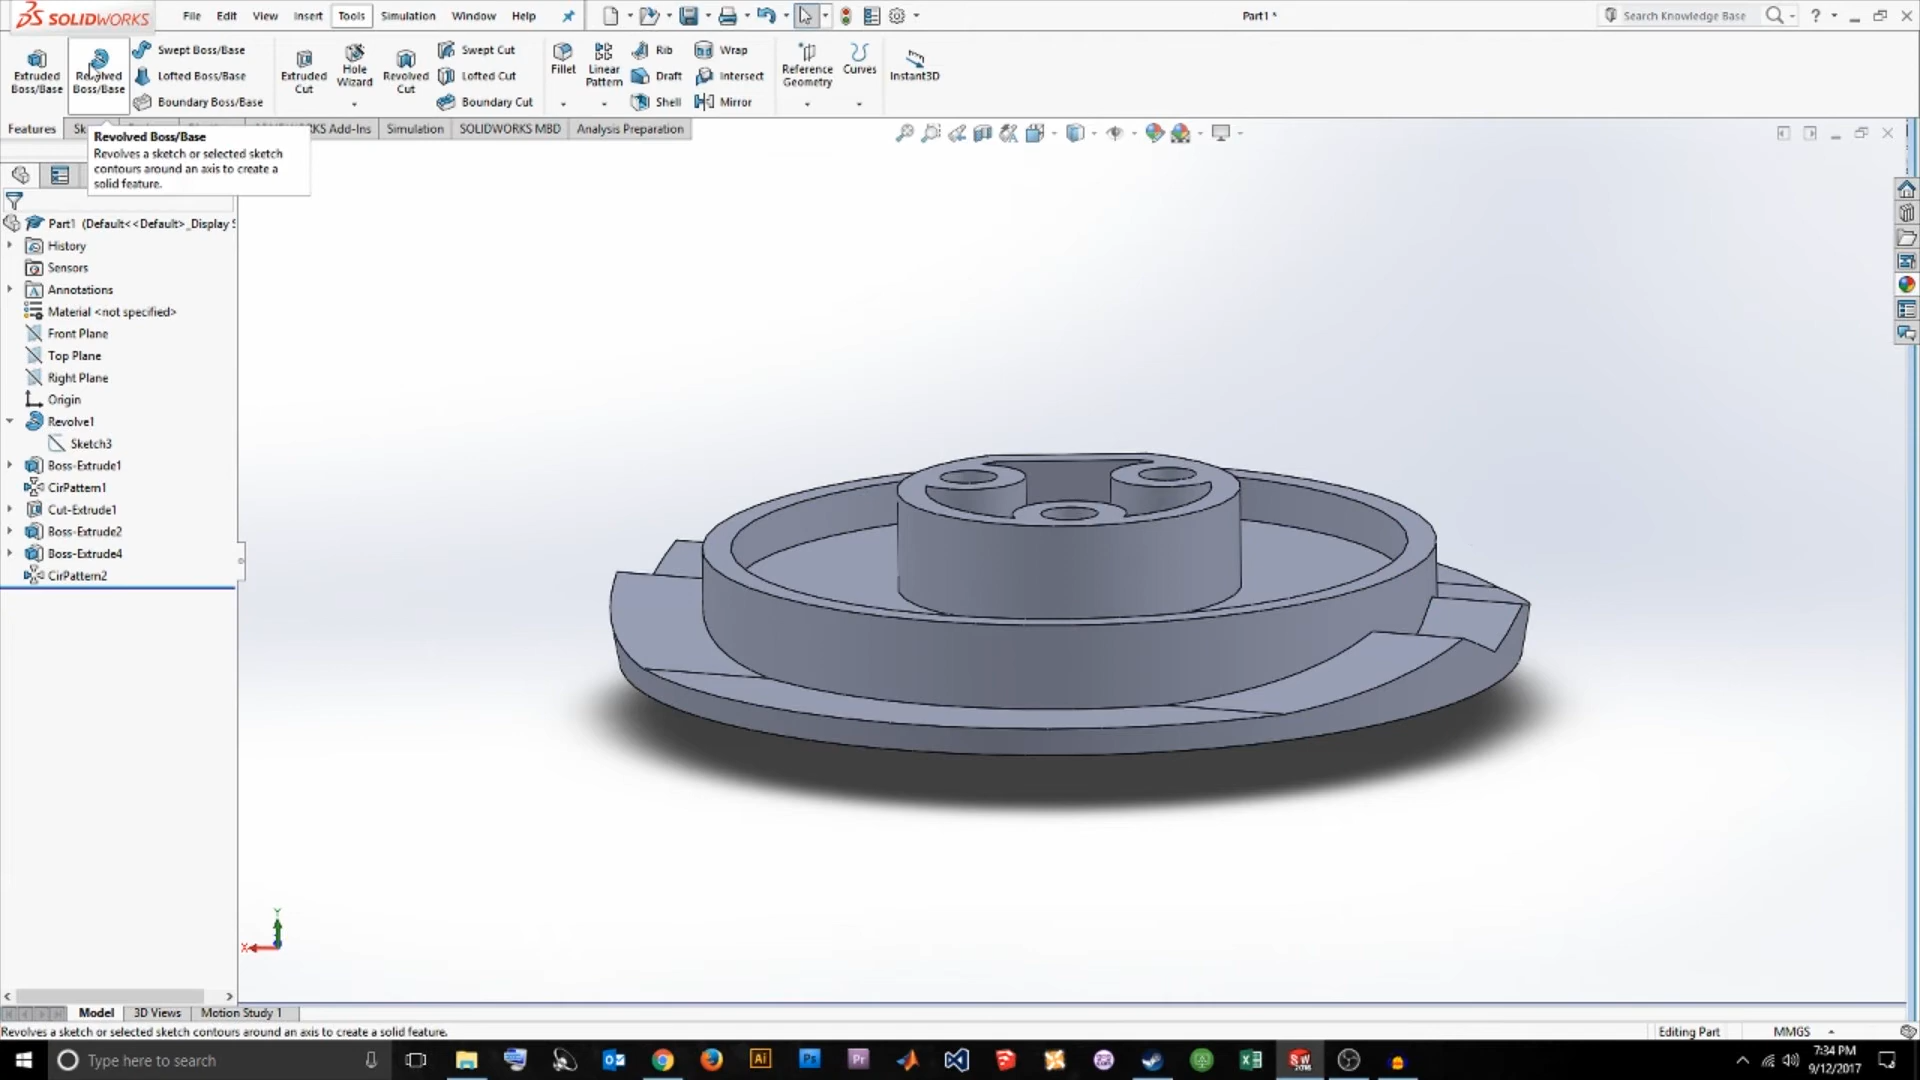 SOLIDWORKS
File Edit View Insert Tools Simulation Window Help
Part1 *
Search Knowledge Base
?
Extruded Boss/Base
Revolved Boss/Base
Swept Boss/Base
Lofted Boss/Base
Boundary Boss/Base
Extruded Cut
Hole Wizard
Revolved Cut
Swept Cut
Lofted Cut
Boundary Cut
Fillet
Linear Pattern
Rib
Draft
Shell
Wrap
Intersect
Mirror
Reference Geometry
Curves
Instant3D
Features
KS Add-Ins
Simulation
SOLIDWORKS MBD
Analysis Preparation
Revolved Boss/Base
Revolves a sketch or selected sketch
contours around an axis to create a
solid feature.
Part1 (Default<<Default>_Display
History
Sensors
Annotations
Material <not specified>
Front Plane
Top Plane
Right Plane
Origin
Revolve1
Sketch3
Boss-Extrude1
CirPattern1
Cut-Extrude1
Boss-Extrude2
Boss-Extrude4
CirPattern2
Y
X
Model
3D Views
Motion Study 1
Revolves a sketch or selected sketch contours around an axis to create a solid feature.
Editing Part
MMGS
Type here to search
Ai
Ps
Pr
SW
7:34 PM
9/12/2017